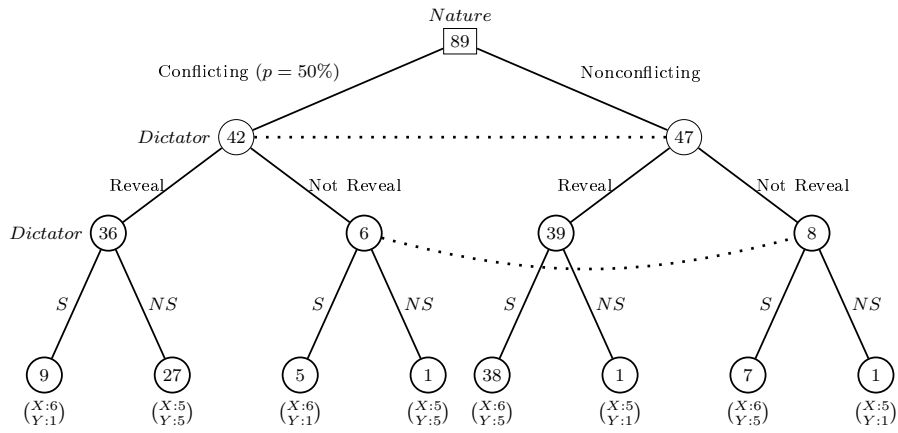 Nature
89
Conflicting (p = 50%)
Nonconflicting
Dictator 42 47
Reveal Not Reveal Reveal Not Reveal
Dictator 36 6 39 8
S NS S NS S NS S NS
9 27 5 1 38 1 7 1
(X:6 (X:5 (X:6 (X:5 (X:6 (X:5 (X:6 (X:5
Y:1) Y:5) Y:1) Y:5) Y:5) Y:1) Y:5) Y:1)